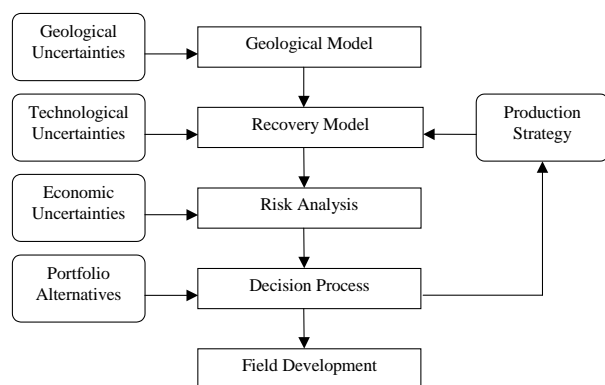 Geological
Uncertainties
Geological Model
Technological
Uncertainties
Recovery Model
Production
Strategy
Economic
Uncertainties
Risk Analysis
Portfolio
Alternatives
Decision Process
Field Development